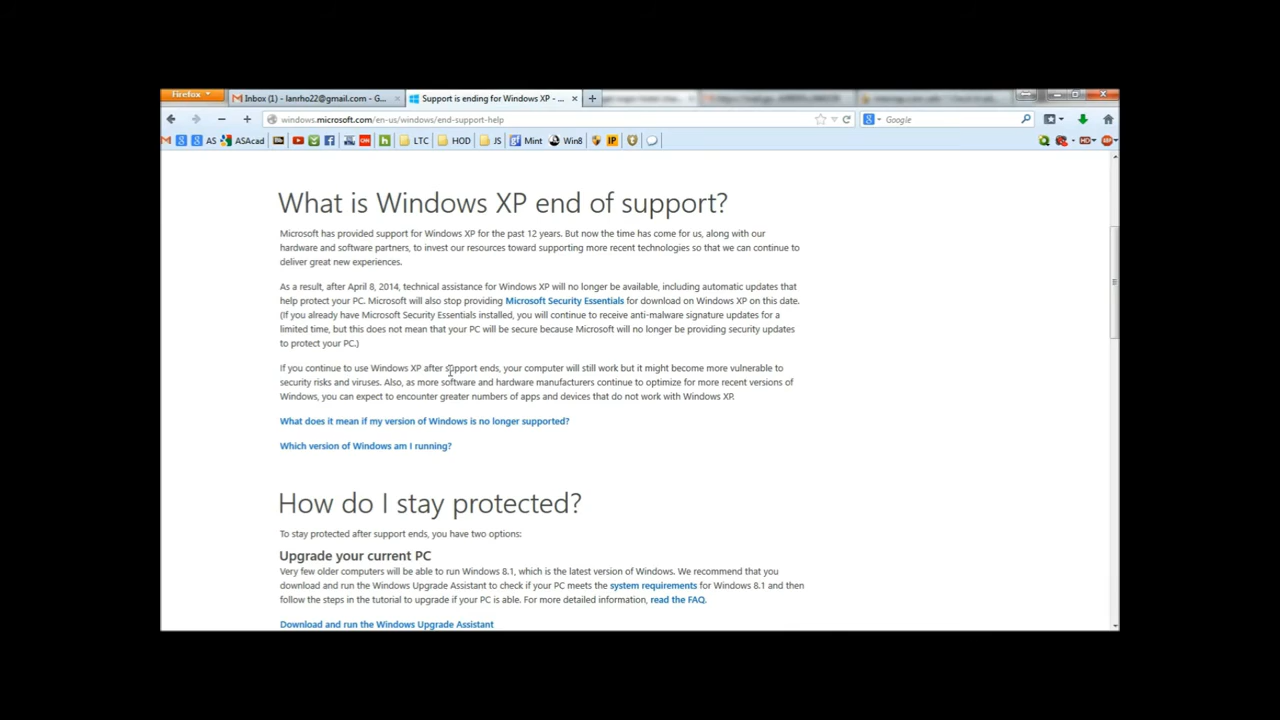 Firefox
Inbox (1) - lanrho22@gmail.com - G...
Support is ending for Windows XP - ...
windows.microsoft.com/en-us/windows/end-support-help
Google
AS ASAcad LTC HOD JS Mint Win8 IP
What is Windows XP end of support?
Microsoft has provided support for Windows XP for the past 12 years. But now the time has come for us, along with our
hardware and software partners, to invest our resources toward supporting more recent technologies so that we can continue to
deliver great new experiences.
As a result, after April 8, 2014, technical assistance for Windows XP will no longer be available, including automatic updates that
help protect your PC. Microsoft will also stop providing Microsoft Security Essentials for download on Windows XP on this date.
(If you already have Microsoft Security Essentials installed, you will continue to receive anti-malware signature updates for a
limited time, but this does not mean that your PC will be secure because Microsoft will no longer be providing security updates
to protect your PC.)
If you continue to use Windows XP after support ends, your computer will still work but it might become more vulnerable to
security risks and viruses. Also, as more software and hardware manufacturers continue to optimize for more recent versions of
Windows, you can expect to encounter greater numbers of apps and devices that do not work with Windows XP.
What does it mean if my version of Windows is no longer supported?
Which version of Windows am I running?
How do I stay protected?
To stay protected after support ends, you have two options:
Upgrade your current PC
Very few older computers will be able to run Windows 8.1, which is the latest version of Windows. We recommend that you
download and run the Windows Upgrade Assistant to check if your PC meets the system requirements for Windows 8.1 and then
follow the steps in the tutorial to upgrade if your PC is able. For more detailed information, read the FAQ.
Download and run the Windows Upgrade Assistant